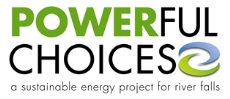 POWERFUL
CHOICES
a sustainable energy project for river falls